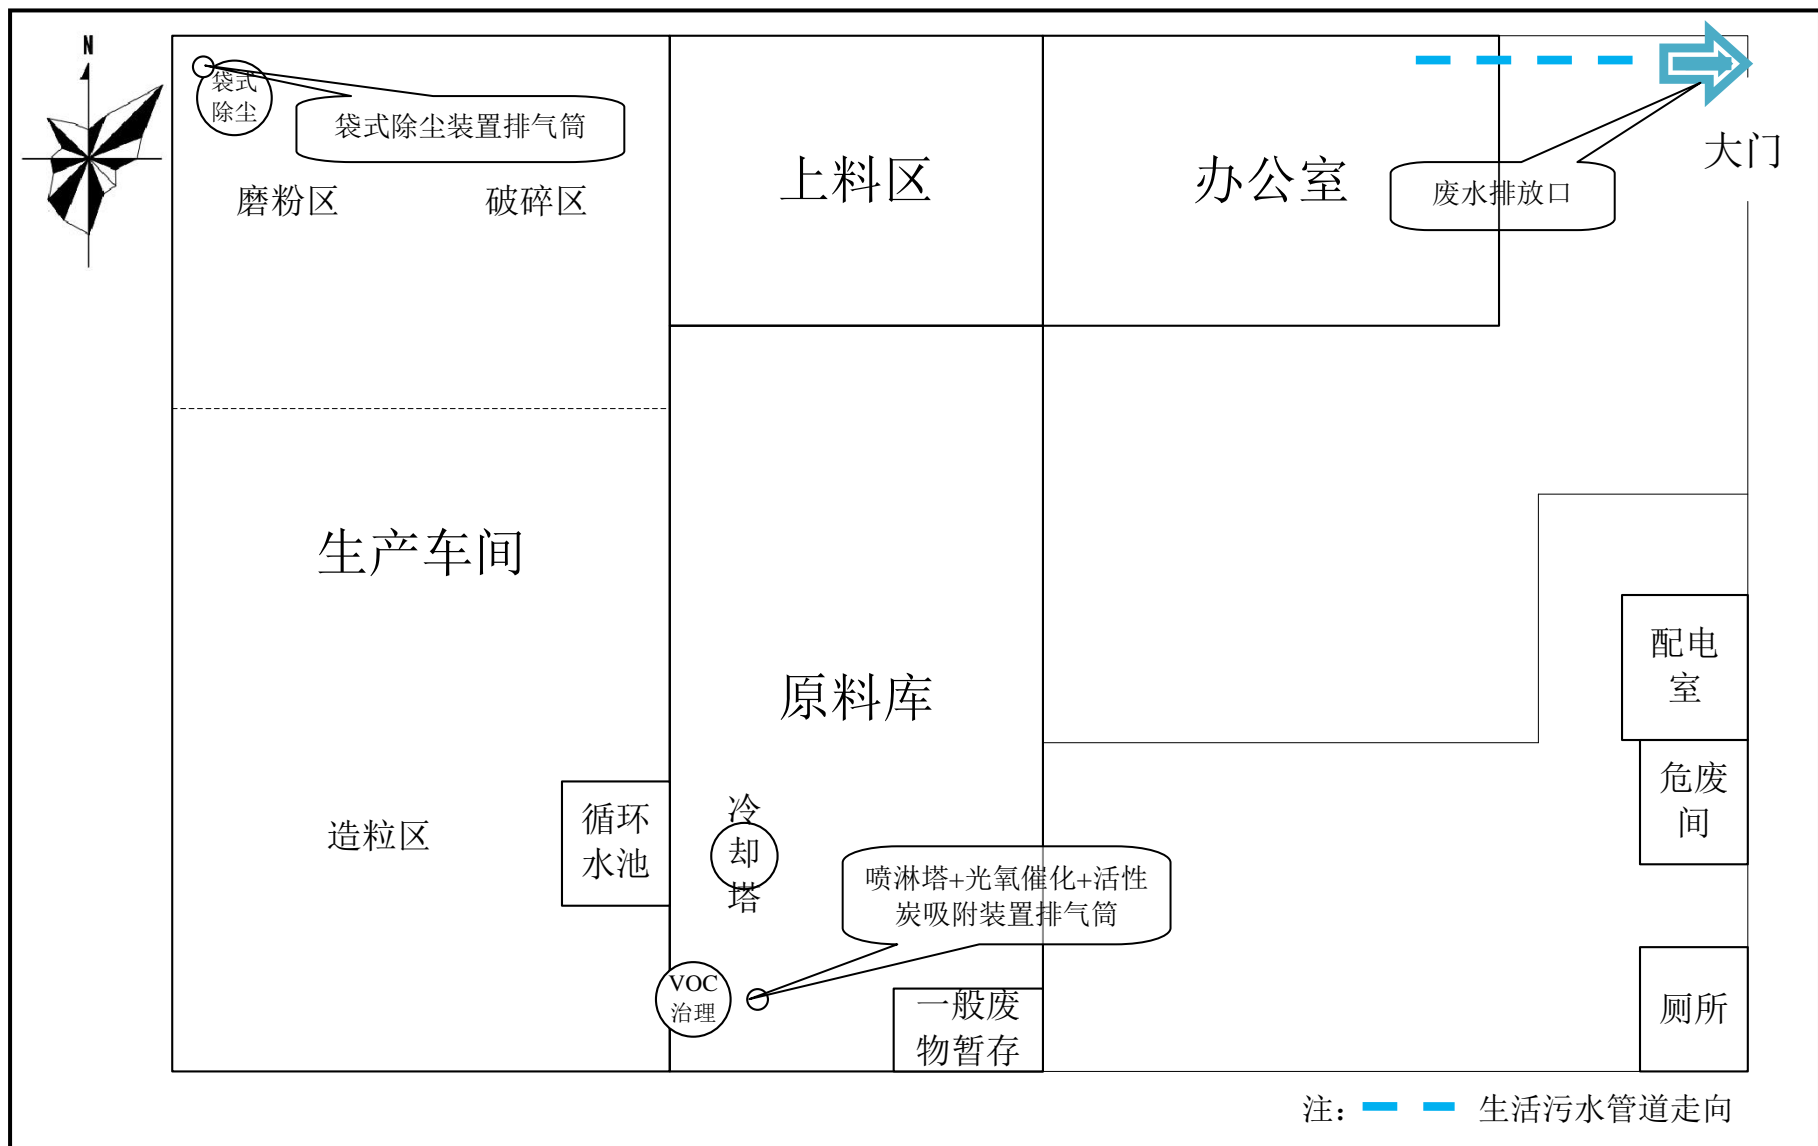 N
袋式
除尘
袋式除尘装置排气筒
大门
上料区
办公室
废水排放口
磨粉区
破碎区
生产车间
配电
室
原料库
危废
间
冷
却
塔
循环
水池
造粒区
喷淋塔+光氧催化+活性
炭吸附装置排气筒
VOC
治理
一般废
物暂存
厕所
注：
生活污水管道走向